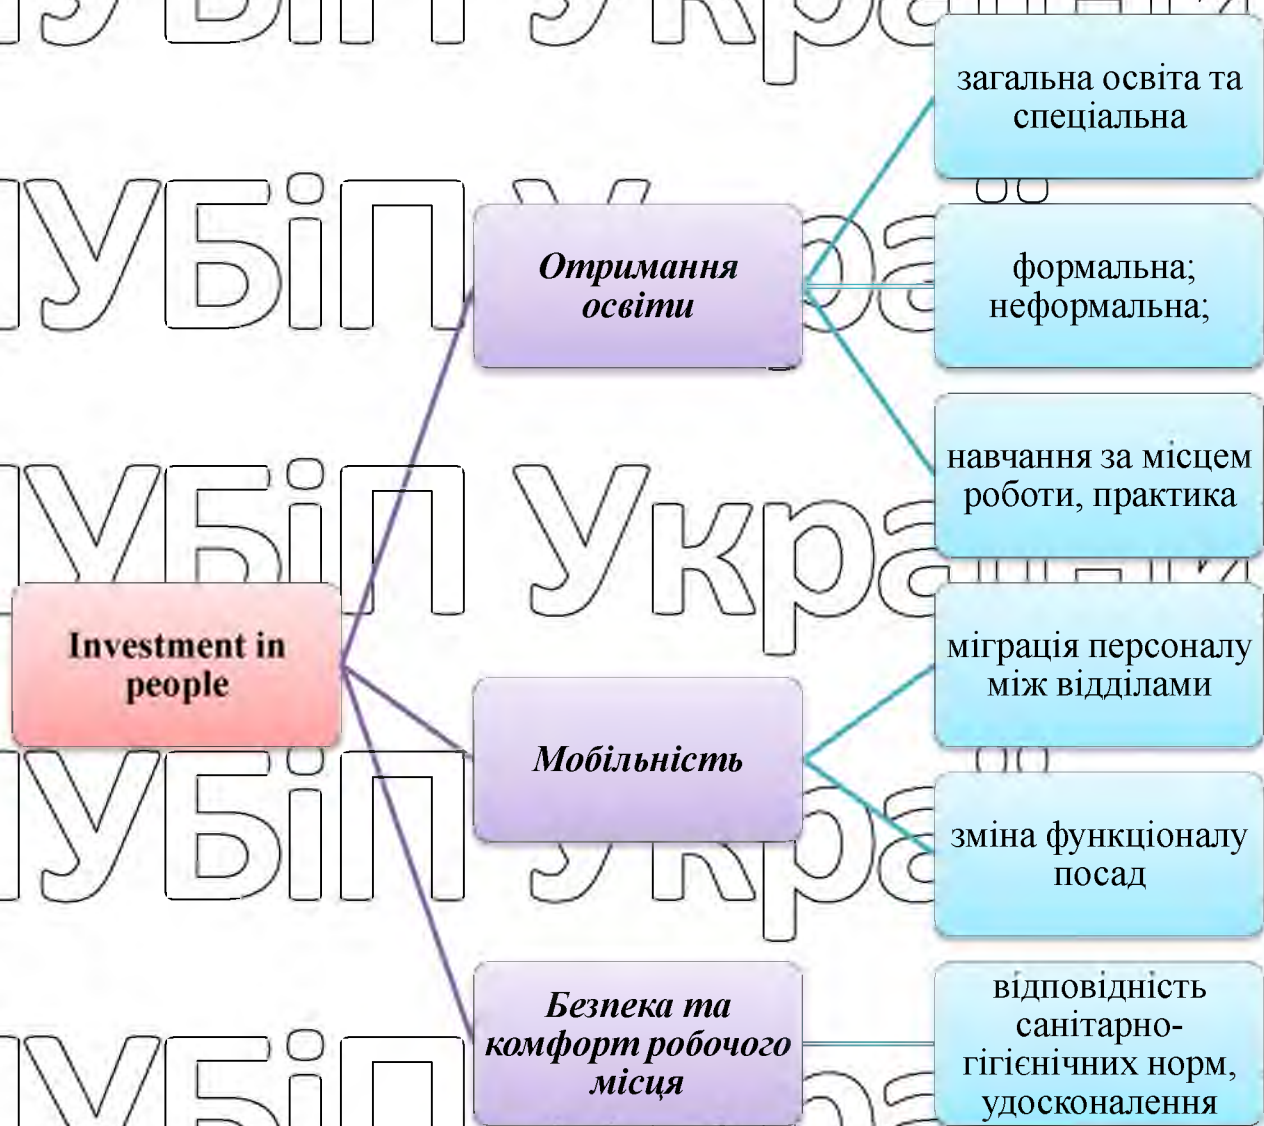 Investment in
people
Отримання
освіти
загальна освіта та
спеціальна
формальна;
неформальна;
навчання за місцем
роботи, практика
Мобільність
міграція персоналу
між відділами
зміна функціоналу
посад
Безпека та
комфорт робочого
місця
відповідність
санітарно-
гігієнічних норм,
удосконалення